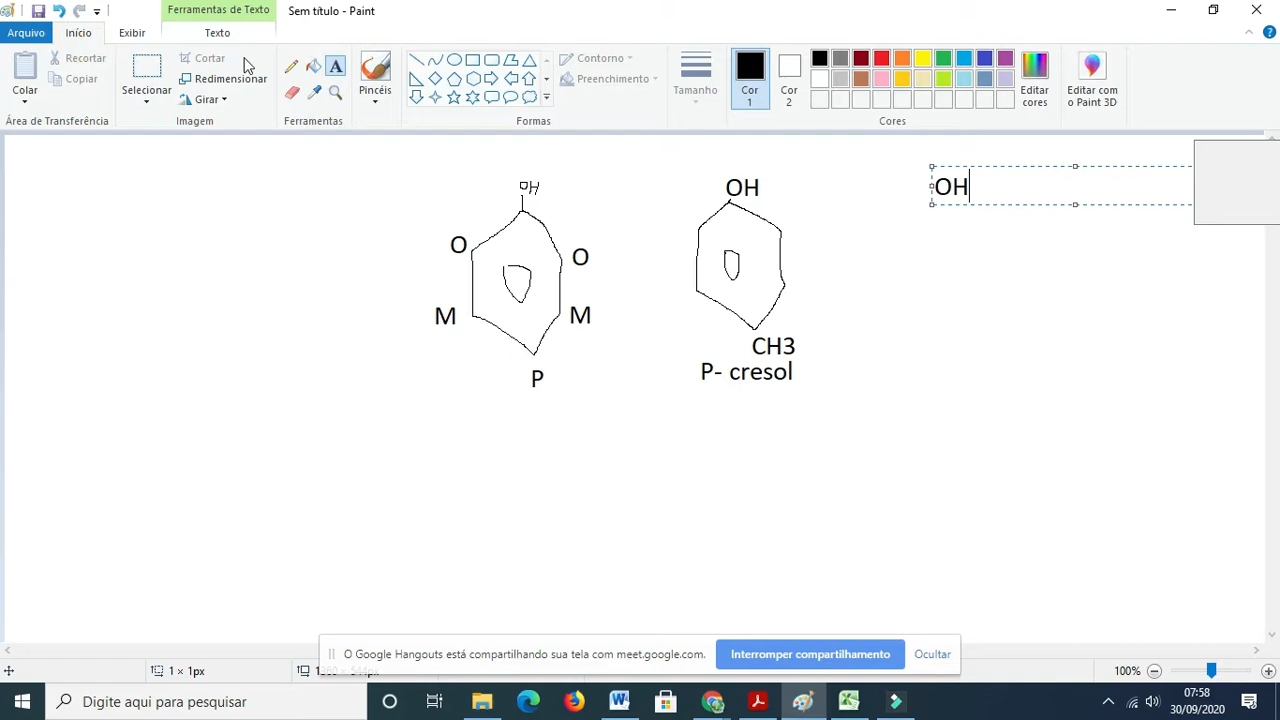 Ferramentas de Texto
Sem título - Paint
Arquivo
Início
Exibir
Texto
Colar
Recortar
Copiar
Área de Transferência
Selecionar
Cortar
Redimensionar
Girar
Imagem
A
Ferramentas
Pincéis
Contorno
Preenchimento
Formas
Tamanho
Cor
1
Cor
2
Editar
cores
Cores
Editar com
o Paint 3D
OH
O
O
M
M
P
OH
CH3
P- cresol
OH
O Google Hangouts está compartilhando sua tela com meet.google.com.
Interromper compartilhamento
Ocultar
1 × 1px
100%
Digite aqui para pesquisar
07:58
30/09/2020